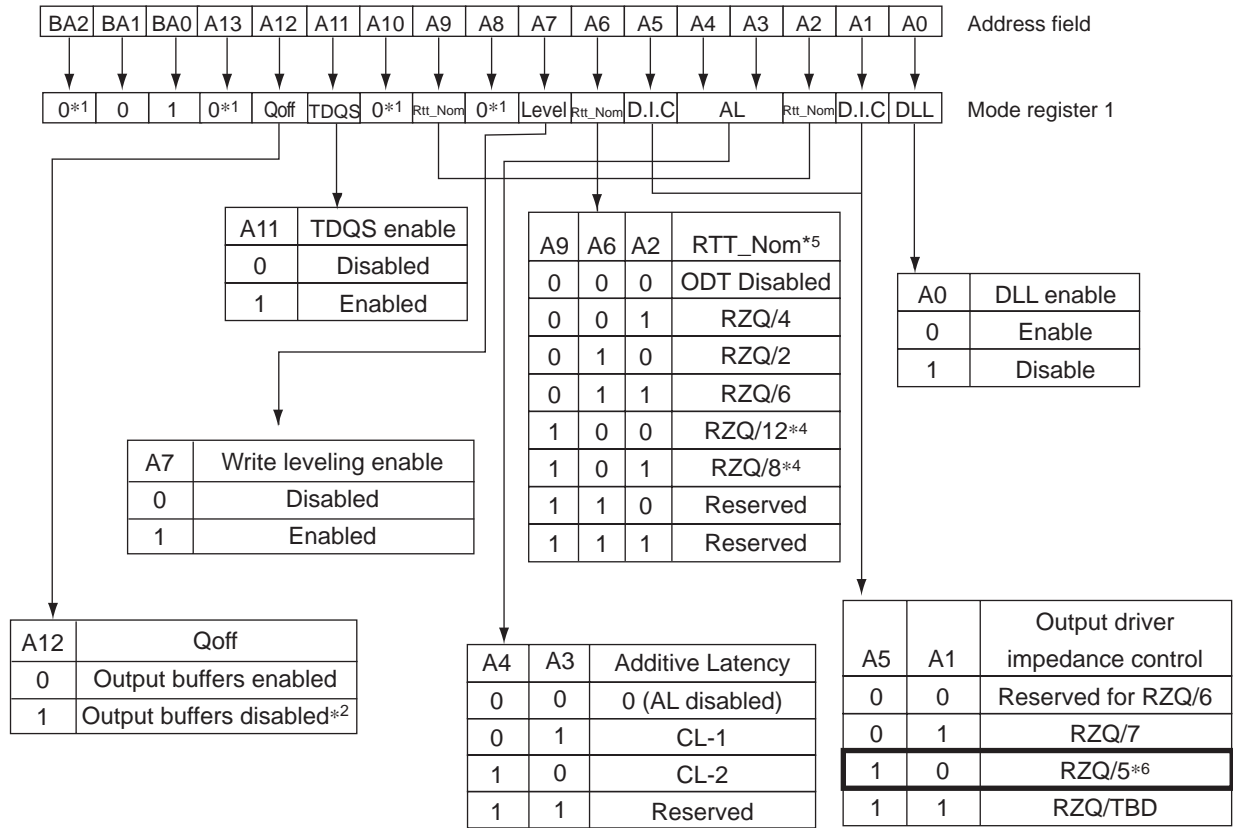 BA2 BA1 BA0 A13 A12 A11 A10 A9 A8 A7 A6 A5 A4 A3 A2 A1 A0 Address field
0*1 0 1 0*1 Qoff TDQS 0*1 Rtt_Nom 0*1 Level Rtt_Nom D.I.C AL Rtt_Nom D.I.C DLL Mode register 1
A11 TDQS enable
0 Disabled
1 Enabled
A9 A6 A2 RTT_Nom*5
0 0 0 ODT Disabled
0 0 1 RZQ/4
0 1 0 RZQ/2
0 1 1 RZQ/6
1 0 0 RZQ/12*4
1 0 1 RZQ/8*4
1 1 0 Reserved
1 1 1 Reserved
A0 DLL enable
0 Enable
1 Disable
A7 Write leveling enable
0 Disabled
1 Enabled
A12 Qoff
0 Output buffers enabled
1 Output buffers disabled*2
A4 A3 Additive Latency
0 0 0 (AL disabled)
0 1 CL-1
1 0 CL-2
1 1 Reserved
Output driver
A5 A1 impedance control
0 0 Reserved for RZQ/6
0 1 RZQ/7
1 0 RZQ/5*6
1 1 RZQ/TBD